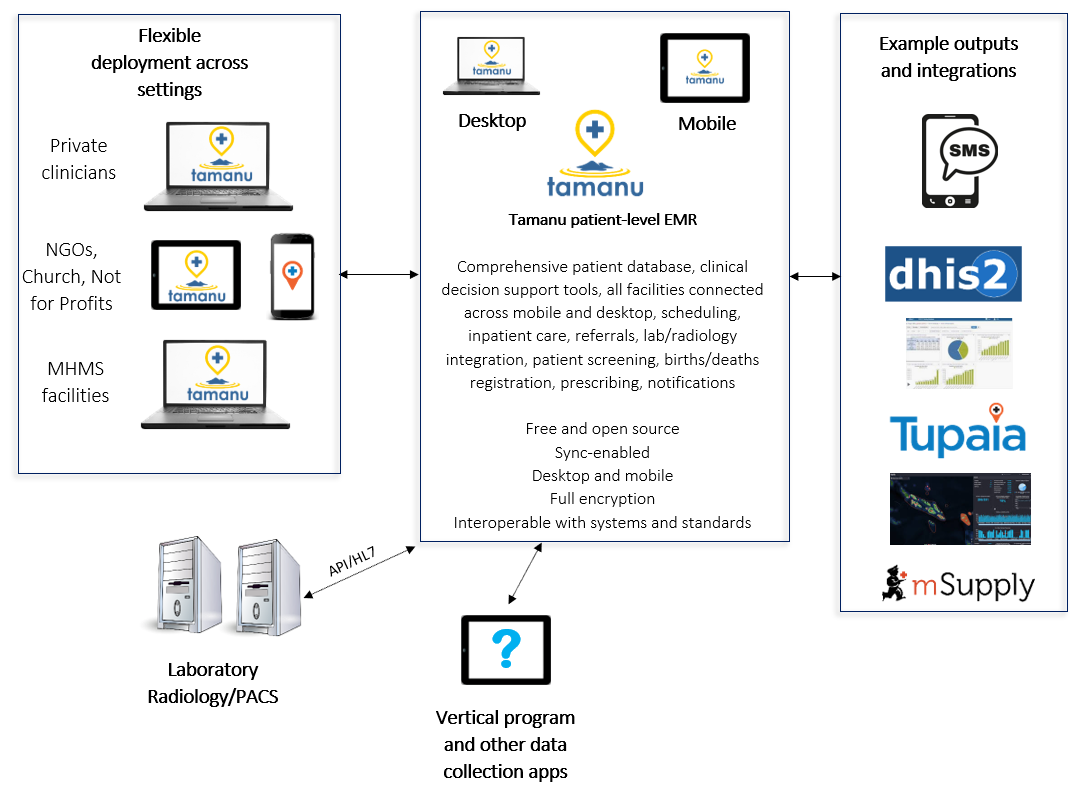 Flexible
deployment across
settings
Private
clinicians
tamanu
NGOs,
Church, Not
for Profits
tamanu
MHMS
facilities
tamanu
tamanu
Desktop
tamanu
Mobile
tamanu
Tamanu patient-level EMR
Comprehensive patient database, clinical
decision support tools, all facilities connected
across mobile and desktop, scheduling,
inpatient care, referrals, lab/radiology
integration, patient screening, births/deaths
registration, prescribing, notifications
Free and open source
Sync-enabled
Desktop and mobile
Full encryption
Interoperable with systems and standards
Example outputs
and integrations
SMS
dhis2
Tupaia
mSupply
API/HL7
Laboratory
Radiology/PACS
?
Vertical program
and other data
collection apps